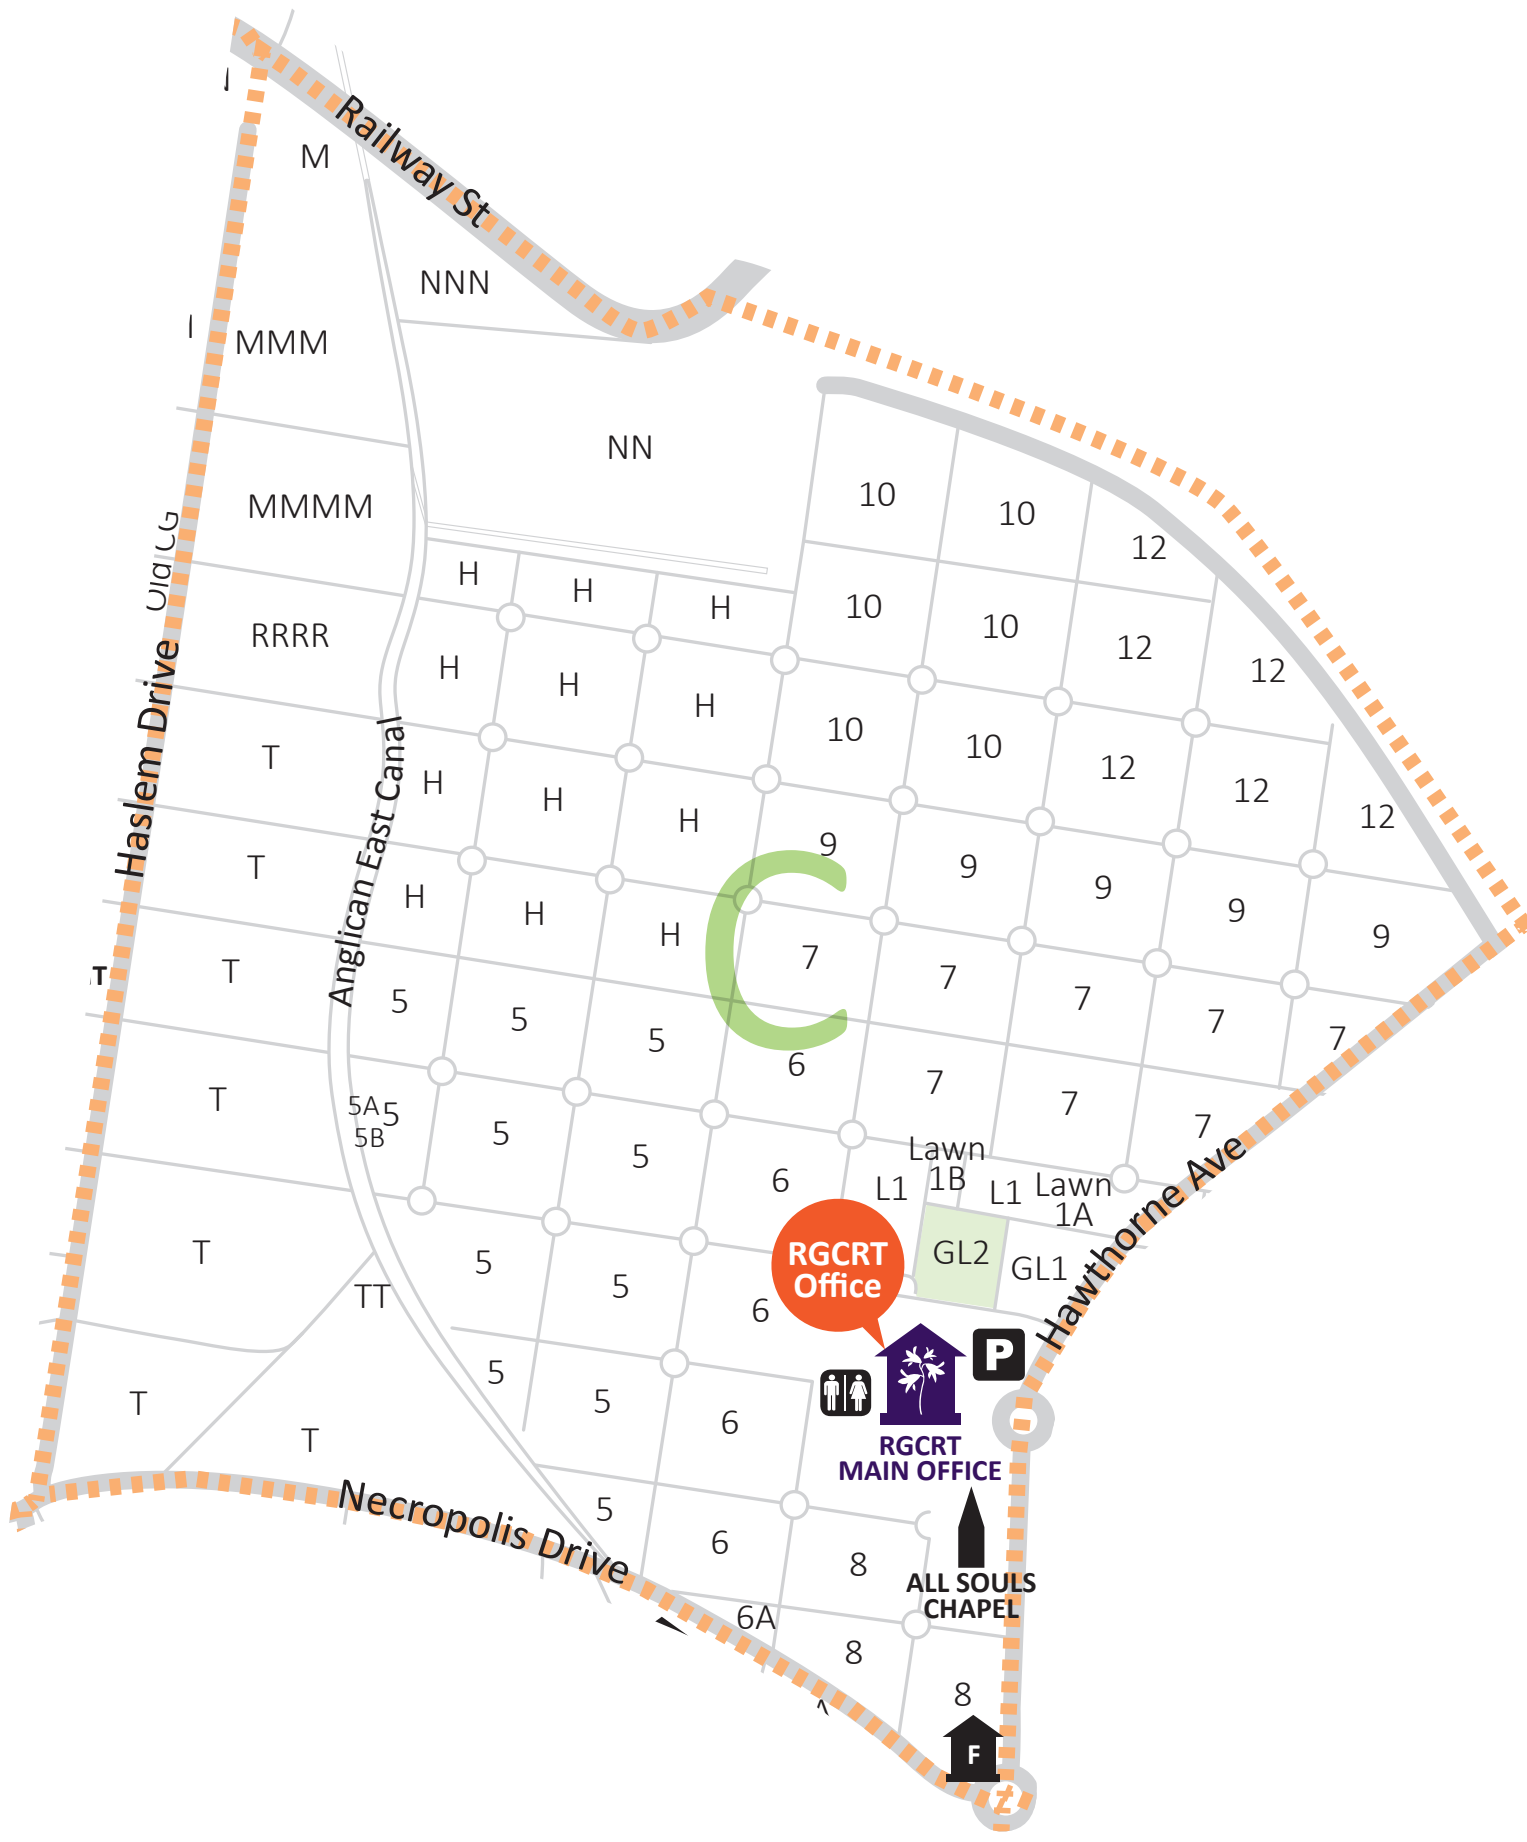 Railway St
M
NNN
MMM
NN
MMMM
10
10
12
H
H
H
10
10
12
12
RRRR
H
H
H
10
10
12
12
12
Haslem Drive
T
Anglican East Canal
H
H
H
9
9
9
9
9
T
H
H
H
C
7
7
7
7
7
T
T
5
5
5
6
7
7
7
T
5A
5
5B
5
5
6
L1
Lawn
1B
L1
Lawn
1A
Hawthorne Ave
T
TT
5
5
6
RGCRT
Office
GL2
GL1
T
T
5
5
6
P
RGCRT
MAIN OFFICE
Necropolis Drive
5
6
8
ALL SOULS
CHAPEL
6A
8
8
F